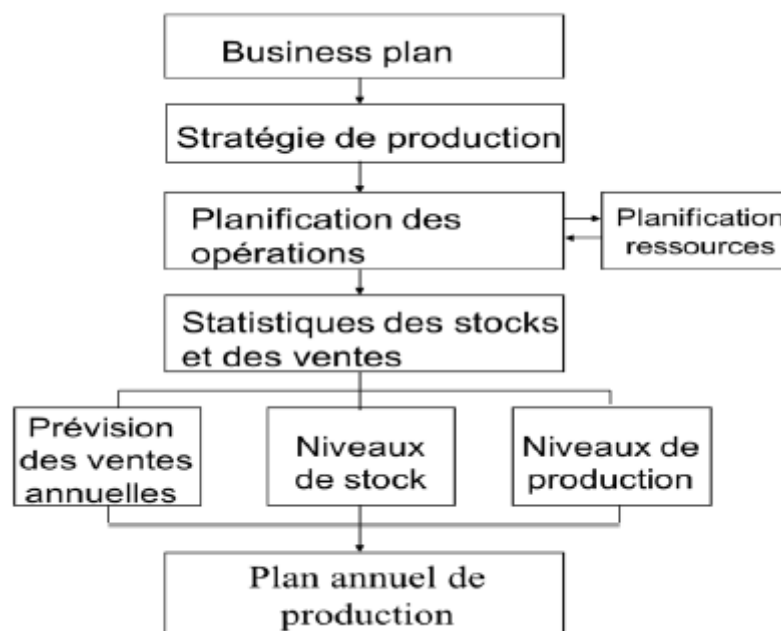 Business plan
Stratégie de production
Planification des
opérations
Planification
ressources
Statistiques des stocks
et des ventes
Prévision
des ventes
annuelles
Niveaux
de stock
Niveaux de
production
Plan annuel de
production